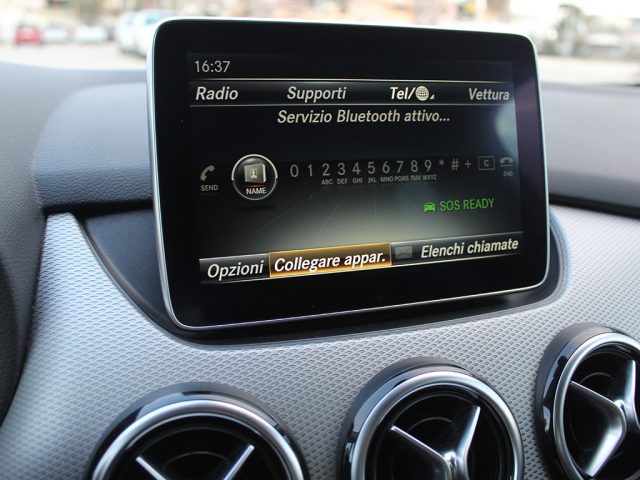 16:37
Radio Supporti Tel/ Vettura
Servizio Bluetooth attivo...
0 1 2 3 4 5 6 7 8 9 * # + C
ABC DEF GHI JKL MNO PQRS TUV WXYZ
SEND NAME END
SOS READY
Opzioni Collegare appar. Elenchi chiamate